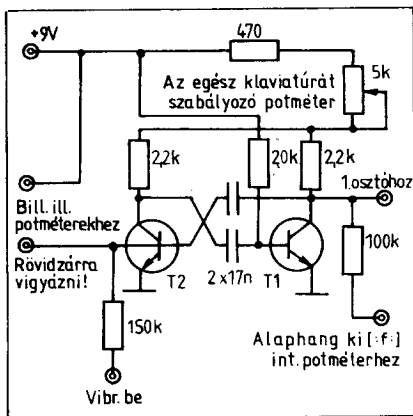 +9V
470
5k
Az egész klaviatúrát
szabályozó potméter
2,2k
20k
2,2k
1.osztóhoz
Bill. ill.
potméterekhez
Rövidzárra
vigyázni!
T2
2x17n
T1
100k
150k
Alaphang ki [:f:]
int. potméterhez
Vibr. be